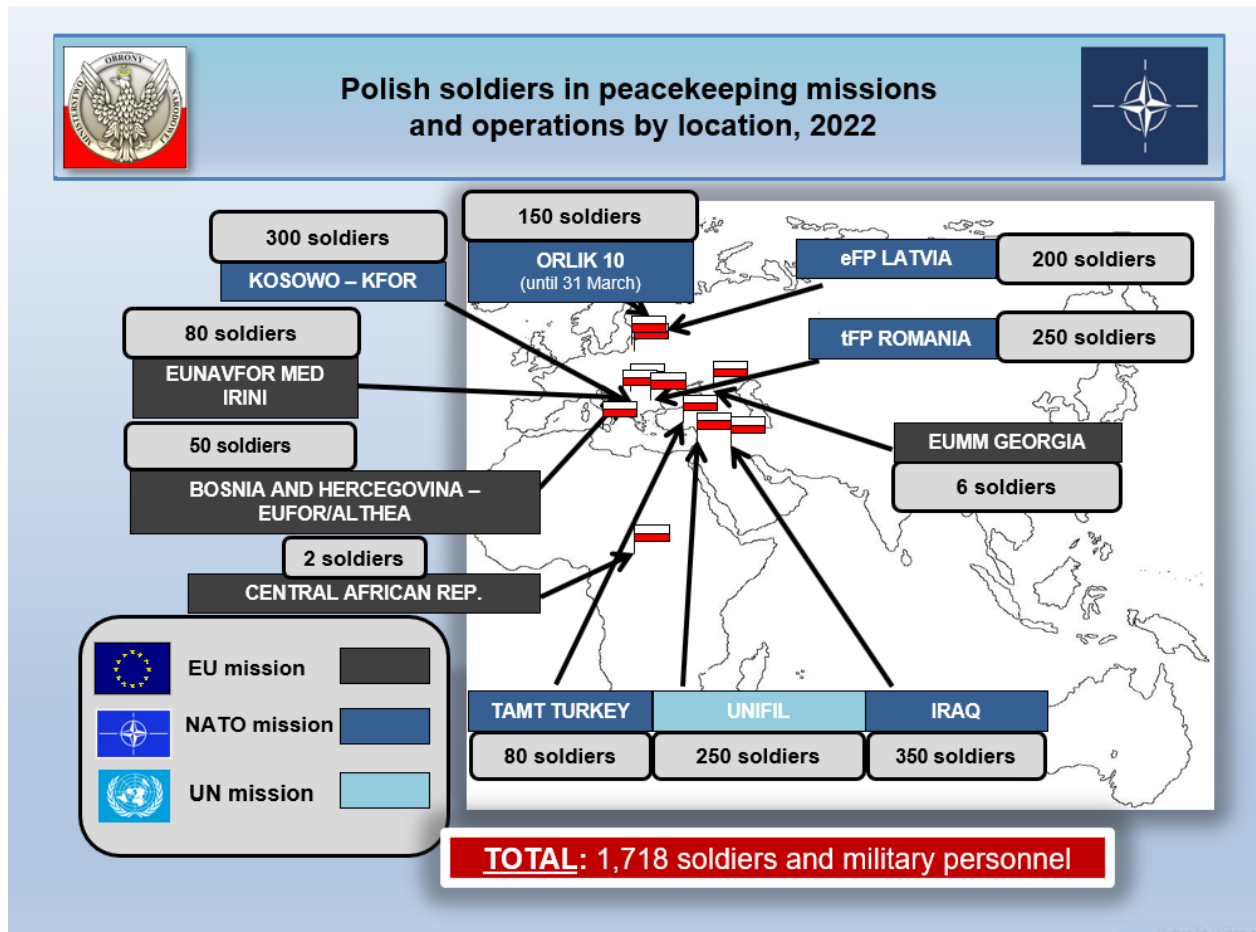 MINISTERSTWO OBRONY NARODOWEJ
Polish soldiers in peacekeeping missions
and operations by location, 2022
150 soldiers
ORLIK 10
(until 31 March)
300 soldiers
KOSOWO – KFOR
eFP LATVIA
200 soldiers
80 soldiers
EUNAVFOR MED
IRINI
tFP ROMANIA
250 soldiers
50 soldiers
BOSNIA AND HERCEGOVINA –
EUFOR/ALTHEA
EUMM GEORGIA
6 soldiers
2 soldiers
CENTRAL AFRICAN REP.
EU mission
NATO mission
UN mission
TAMT TURKEY
UNIFIL
IRAQ
80 soldiers
250 soldiers
350 soldiers
TOTAL: 1,718 soldiers and military personnel